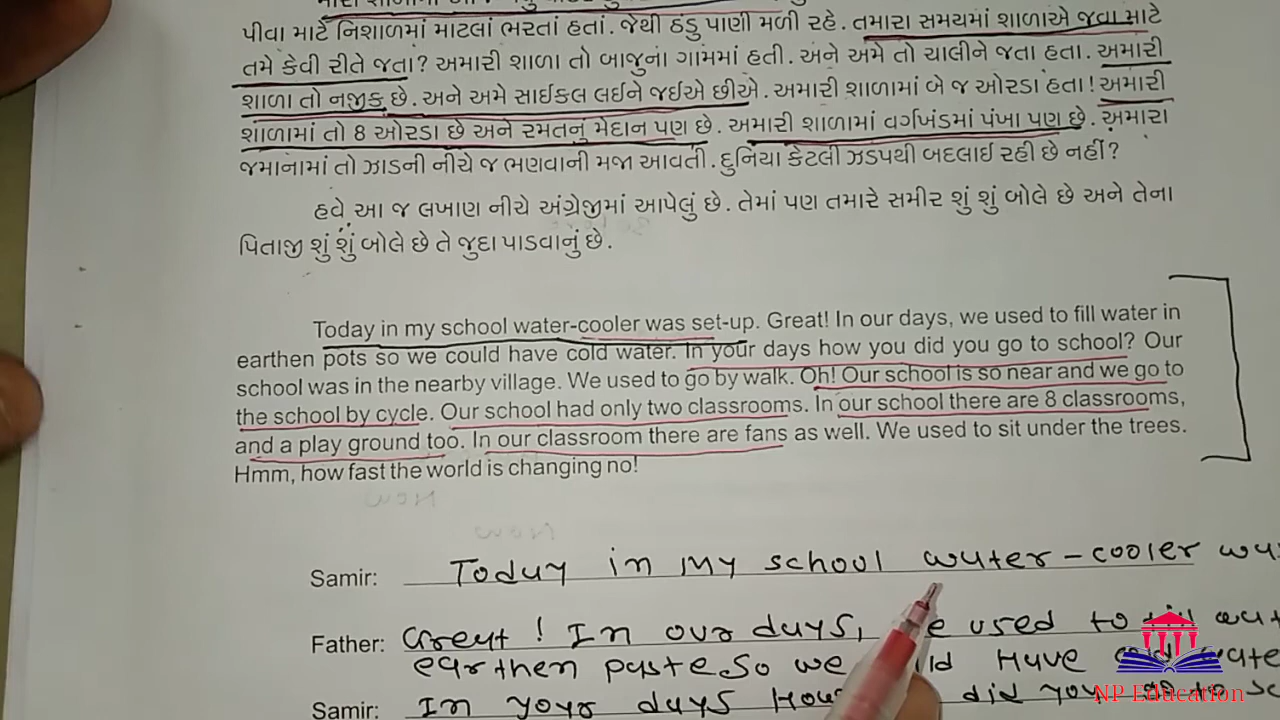 પીવા માટે નિશાળમાં માટલાં ભરતાં હતાં. જેથી ઠંડુ પાણી મળી રહે. તમારા સમયમાં શાળાએ જવા માટે
તમે કેવી રીતે જતા? અમારી શાળા તો બાજુના ગામમાં હતી. અને અમે તો ચાલીને જતા હતા. અમારી
શાળા તો નજીક છે. અને અમે સાઈકલ લઈને જઈએ છીએ. અમારી શાળામાં બે જ ઓરડા હતા! અમારી
શાળામાં તો 8 ઓરડા છે અને રમતનું મેદાન પણ છે. અમારી શાળામાં વર્ગખંડમાં પંખા પણ છે. અમારા
જમાનામાં તો ઝાડની નીચે જ ભણવાની મજા આવતી. દુનિયા કેટલી ઝડપથી બદલાઈ રહી છે નહીં?
હવે આ જ લખાણ નીચે અંગ્રેજીમાં આપેલું છે. તેમાં પણ તમારે સમીર શું શું બોલે છે અને તેના
પિતાજી શું શું બોલે છે તે જુદા પાડવાનું છે.
Today in my school water-cooler was set-up. Great! In our days, we used to fill water in
earthen pots so we could have cold water. In your days how you did you go to school? Our
school was in the nearby village. We used to go by walk. Oh! Our school is so near and we go to
the school by cycle. Our school had only two classrooms. In our school there are 8 classrooms,
and a play ground too. In our classroom there are fans as well. We used to sit under the trees.
Hmm, how fast the world is changing no!
Samir: Today in my school water-cooler
Father: Great! In our days, used to
earthen so we have
Samir: In your days did you go to
NP Education